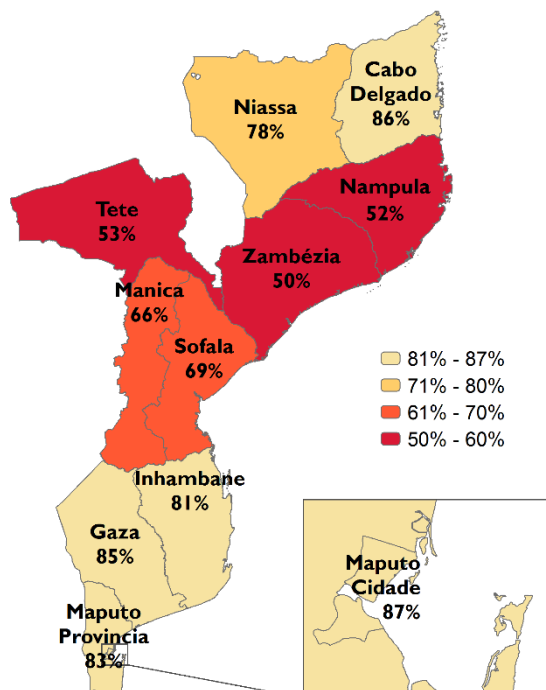 Cabo
Delgado
86%
Niassa
78%
Nampula
52%
Tete
53%
Zambézia
50%
Manica
66%
Sofala
69%
81% - 87%
71% - 80%
61% - 70%
50% - 60%
Inhambane
81%
Gaza
85%
Maputo
Cidade
87%
Maputo
Provincia
83%